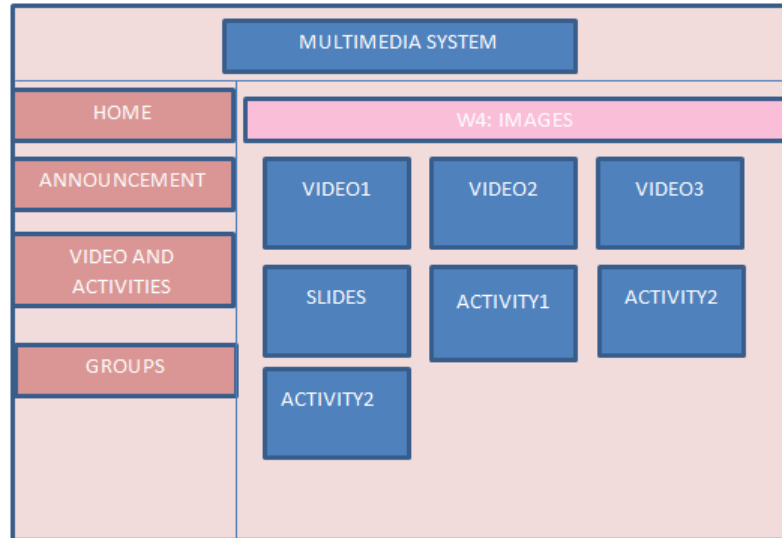 MULTIMEDIA SYSTEM
HOME
ANNOUNCEMENT
VIDEO AND
ACTIVITIES
GROUPS
W4: IMAGES
VIDEO1
VIDEO2
VIDEO3
SLIDES
ACTIVITY1
ACTIVITY2
ACTIVITY2